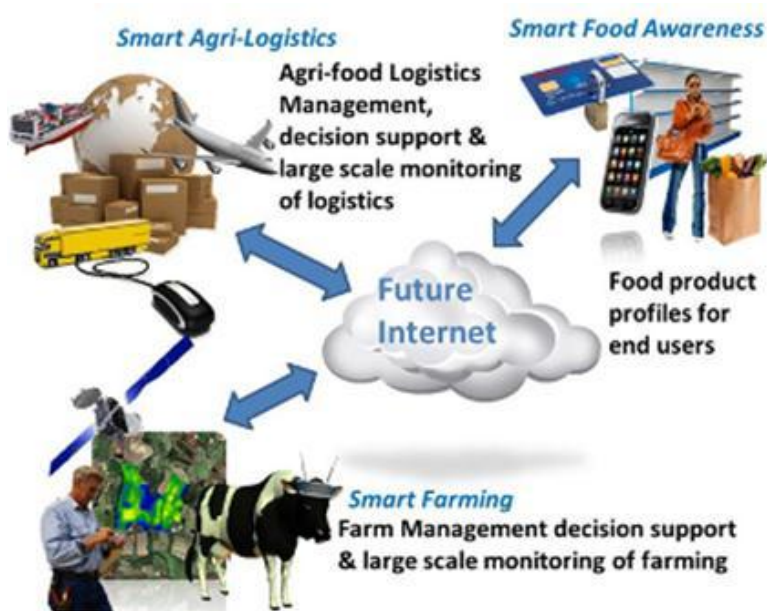 Smart Agri-Logistics
Agri-food Logistics
Management,
decision support &
large scale monitoring
of logistics
Smart Food Awareness
Future
Internet
Food product
profiles for
end users
Smart Farming
Farm Management decision support
& large scale monitoring of farming